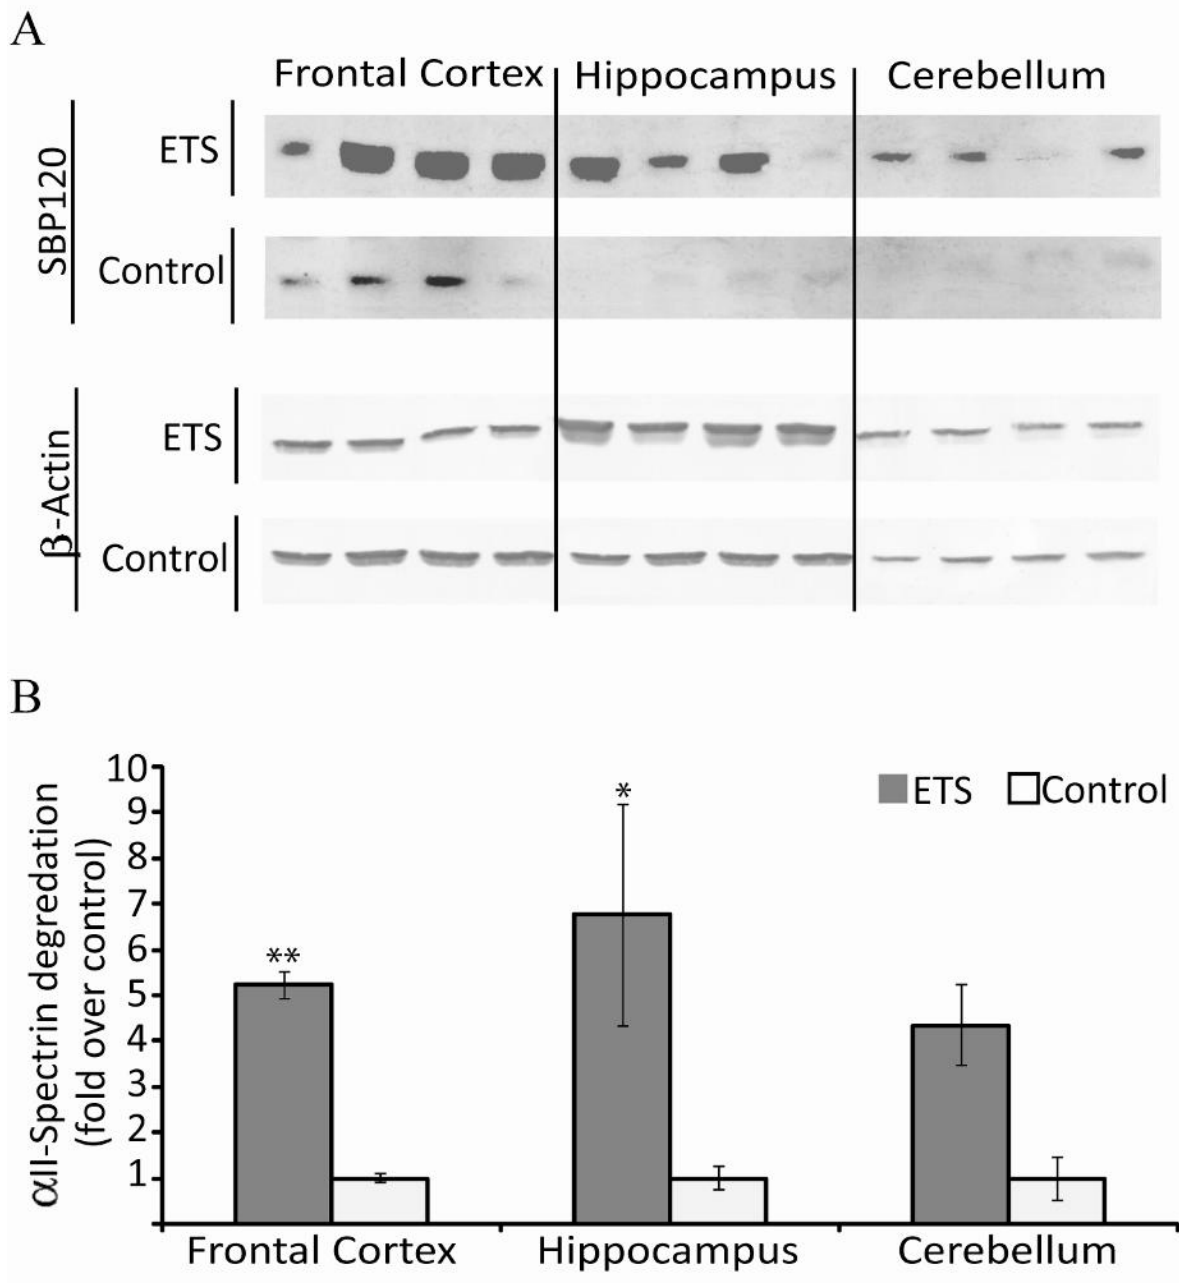 A
Frontal Cortex
Hippocampus
Cerebellum
SBP120
ETS
Control
β-Actin
ETS
Control
B
αII-Spectrin degredation
(fold over control)
10
9
8
7
6
5
4
3
2
1
**
*
ETS
Control
Frontal Cortex
Hippocampus
Cerebellum